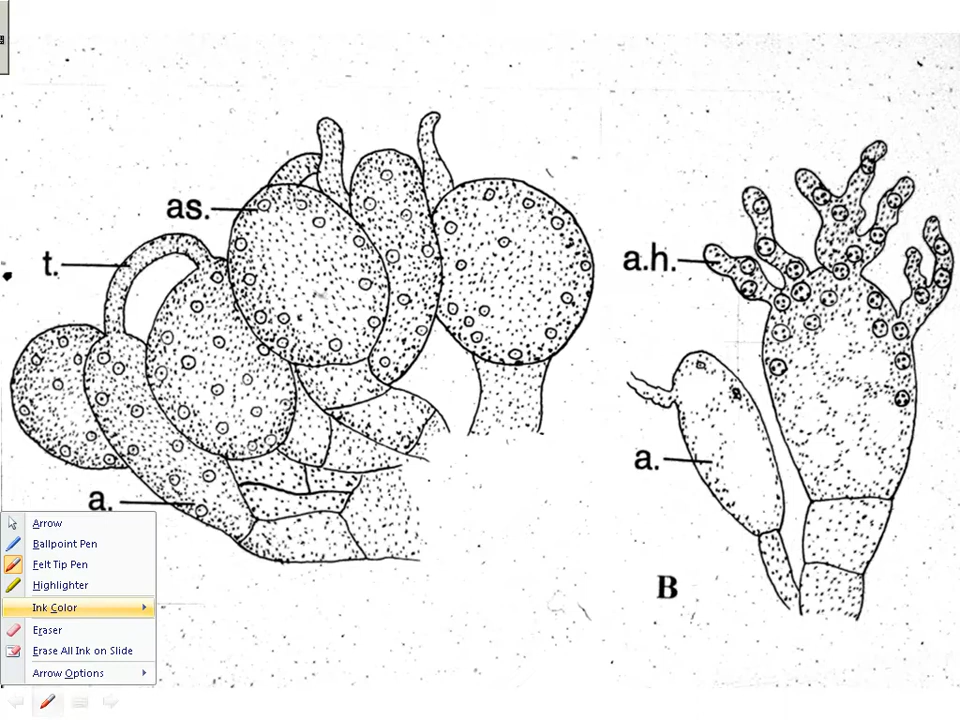 as.
t.
a.h.
a.
a.
B
Arrow
Ballpoint Pen
Felt Tip Pen
Highlighter
Ink Color
Eraser
Erase All Ink on Slide
Arrow Options